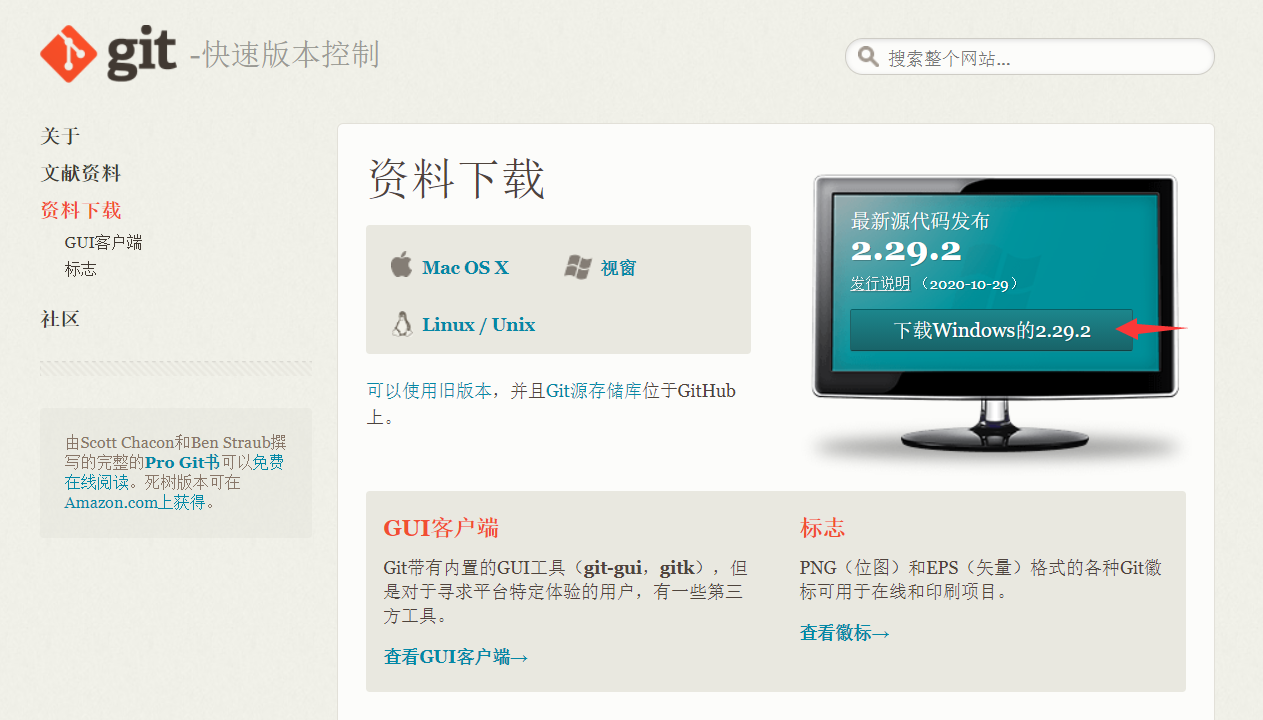 git -快速版本控制
搜索整个网站...
关于
文献资料
资料下载
GUI客户端
标志
社区
由Scott Chacon和Ben Straub撰
写的完整的Pro Git书可以免费
在线阅读。死树版本可在
Amazon.com上获得。
资料下载
Mac OS X
视窗
Linux / Unix
可以使用旧版本，并且Git源存储库位于GitHub
上。
最新源代码发布
2.29.2
发行说明（2020-10-29）
下载Windows的2.29.2
GUI客户端
Git带有内置的GUI工具（git-gui，gitk），但
是对于寻求平台特定体验的用户，有一些第三
方工具。
查看GUI客户端→
标志
PNG（位图）和EPS（矢量）格式的各种Git徽
标可用于在线和印刷项目。
查看徽标→